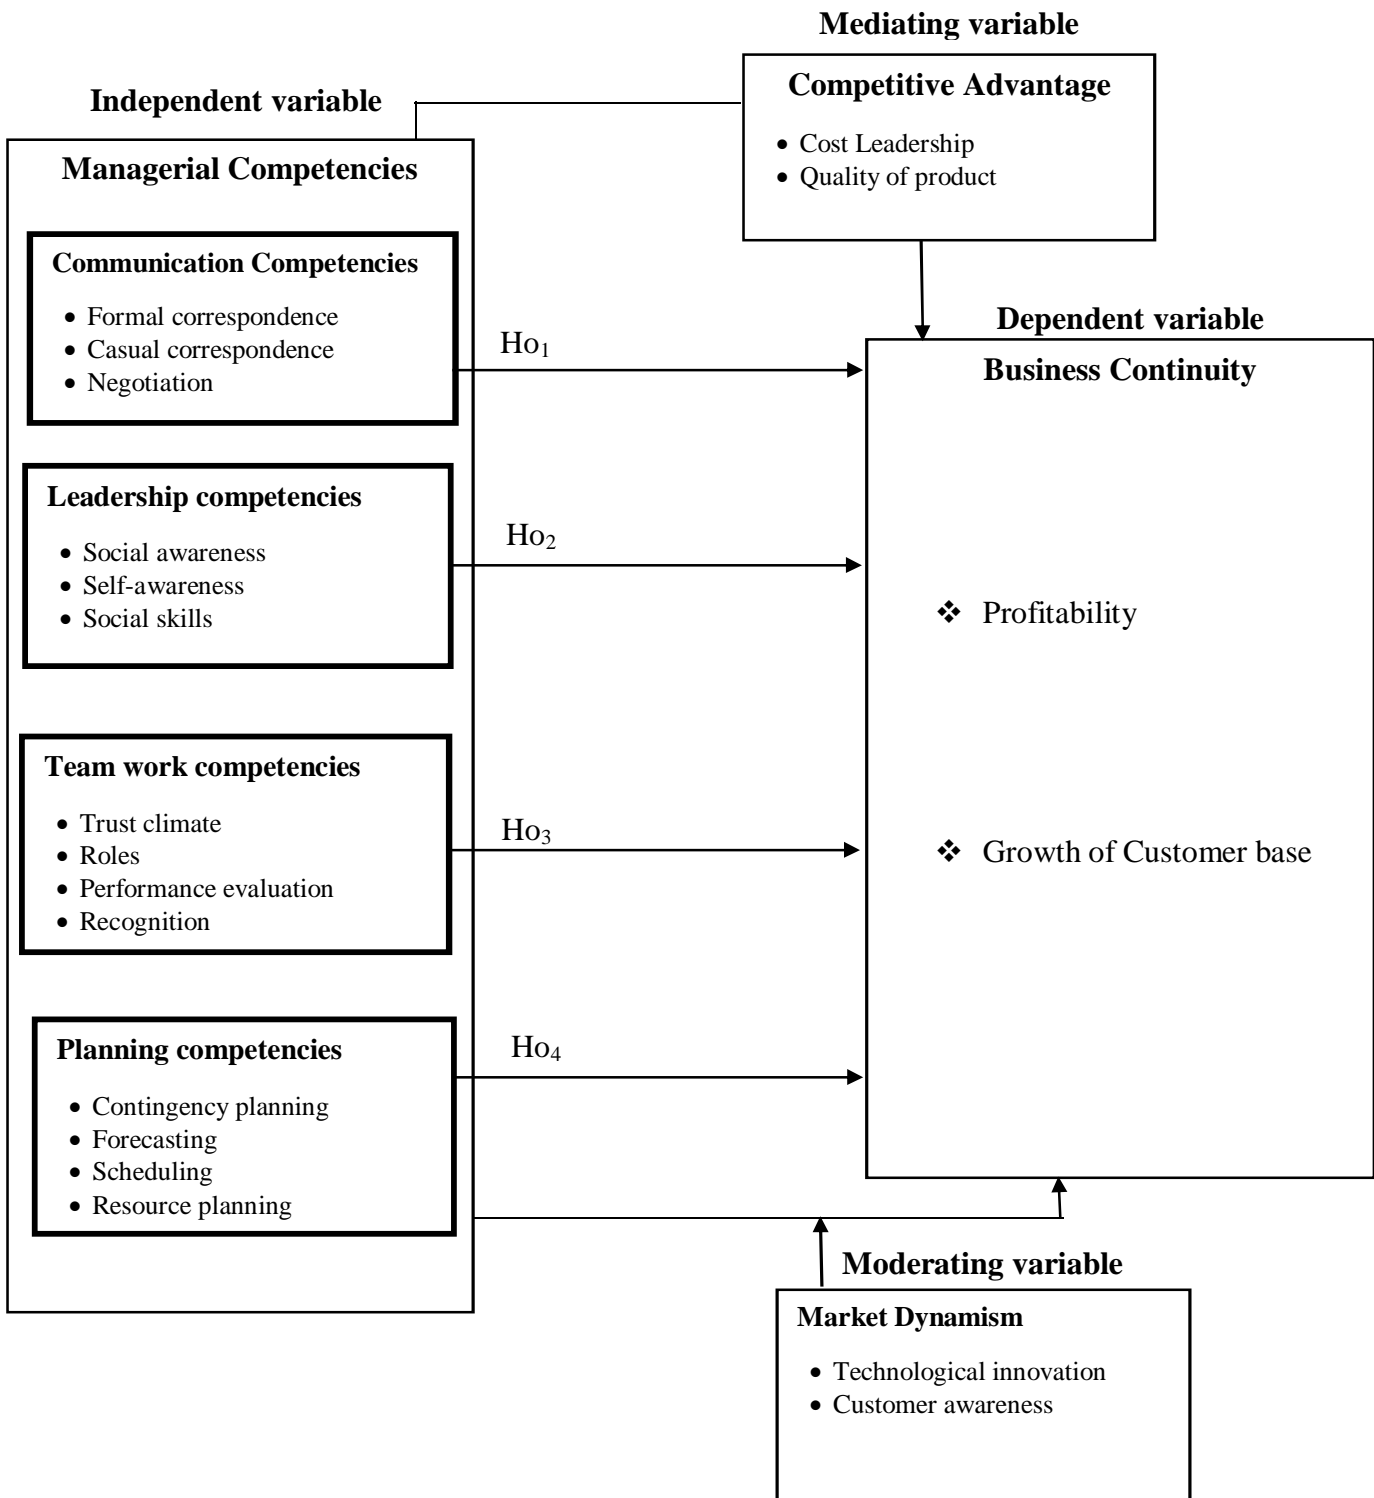 Mediating variable
Competitive Advantage
• Cost Leadership
• Quality of product
Independent variable
Managerial Competencies
Communication Competencies
• Formal correspondence
• Casual correspondence
• Negotiation
Ho₁
Leadership competencies
• Social awareness
• Self-awareness
• Social skills
Ho₂
Team work competencies
• Trust climate
• Roles
• Performance evaluation
• Recognition
Ho₃
Planning competencies
• Contingency planning
• Forecasting
• Scheduling
• Resource planning
Ho₄
Dependent variable
Business Continuity
❖ Profitability
❖ Growth of Customer base
Moderating variable
Market Dynamism
• Technological innovation
• Customer awareness